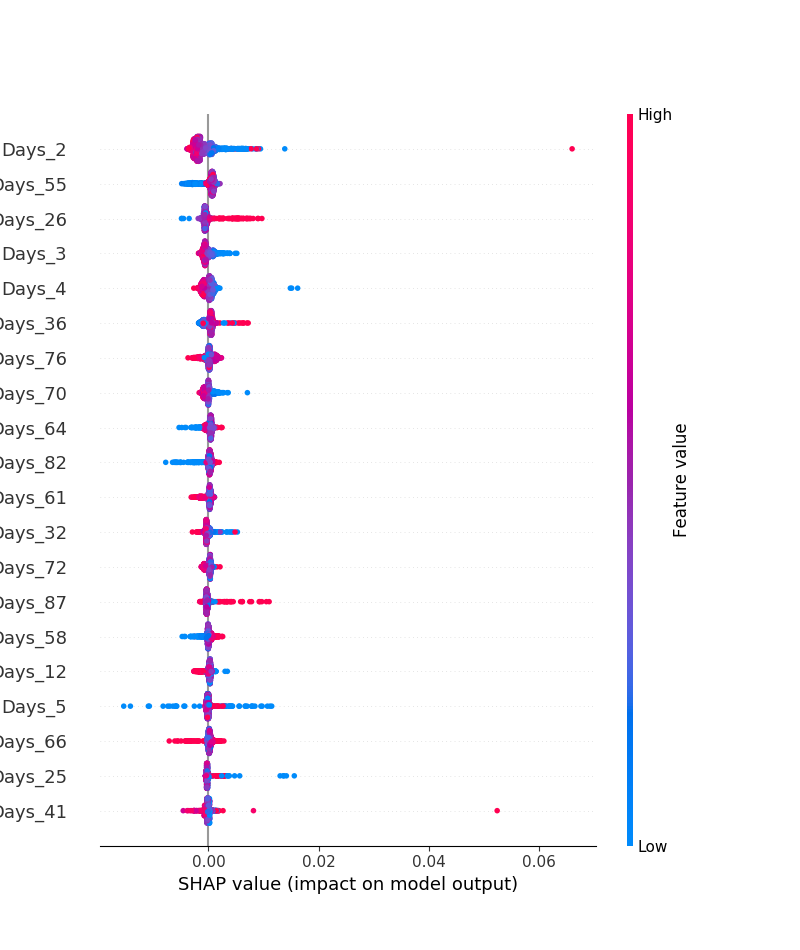 High
Days_2
Days_55
Days_26
Days_3
Days_4
Days_36
Days_76
Days_70
Days_64
Days_82
Days_61
Days_32
Days_72
Days_87
Days_58
Days_12
Days_5
Days_66
Days_25
Days_41
Feature value
Low
0.00 0.02 0.04 0.06
SHAP value (impact on model output)